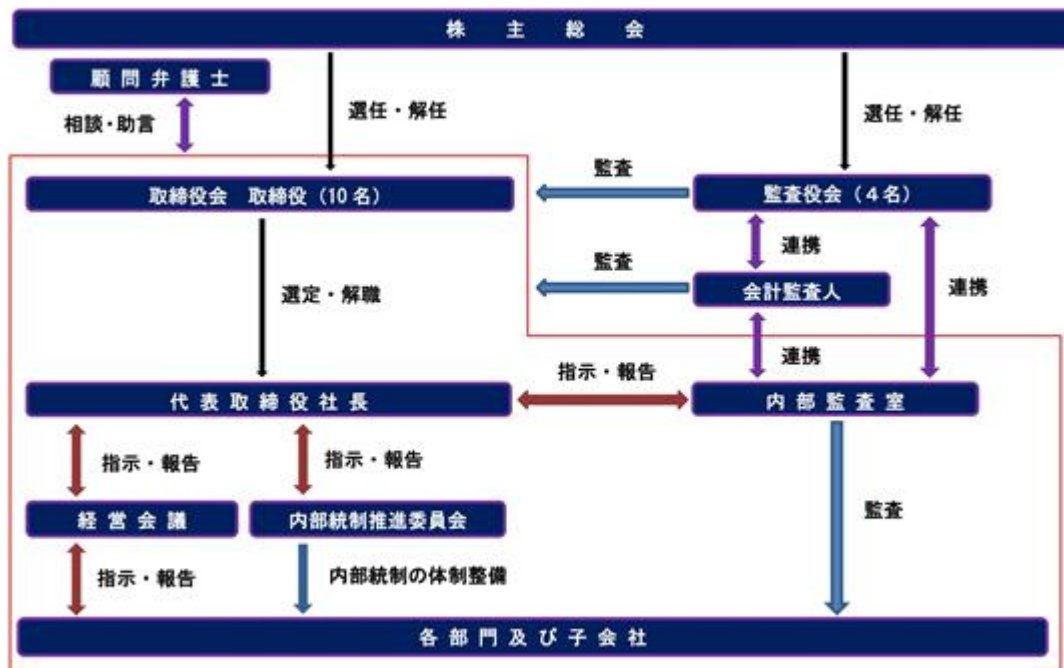 株主総会
顧問弁護士
相談・助言
選任・解任
選任・解任
取締役会 取締役(10名)
監査
監査役会(4名)
連携
監査
会計監査人
連携
選定・解職
連携
指示・報告
代表取締役社長
内部監査室
指示・報告
指示・報告
経営会議
内部統制推進委員会
監査
指示・報告
内部統制の体制整備
各部門及び子会社